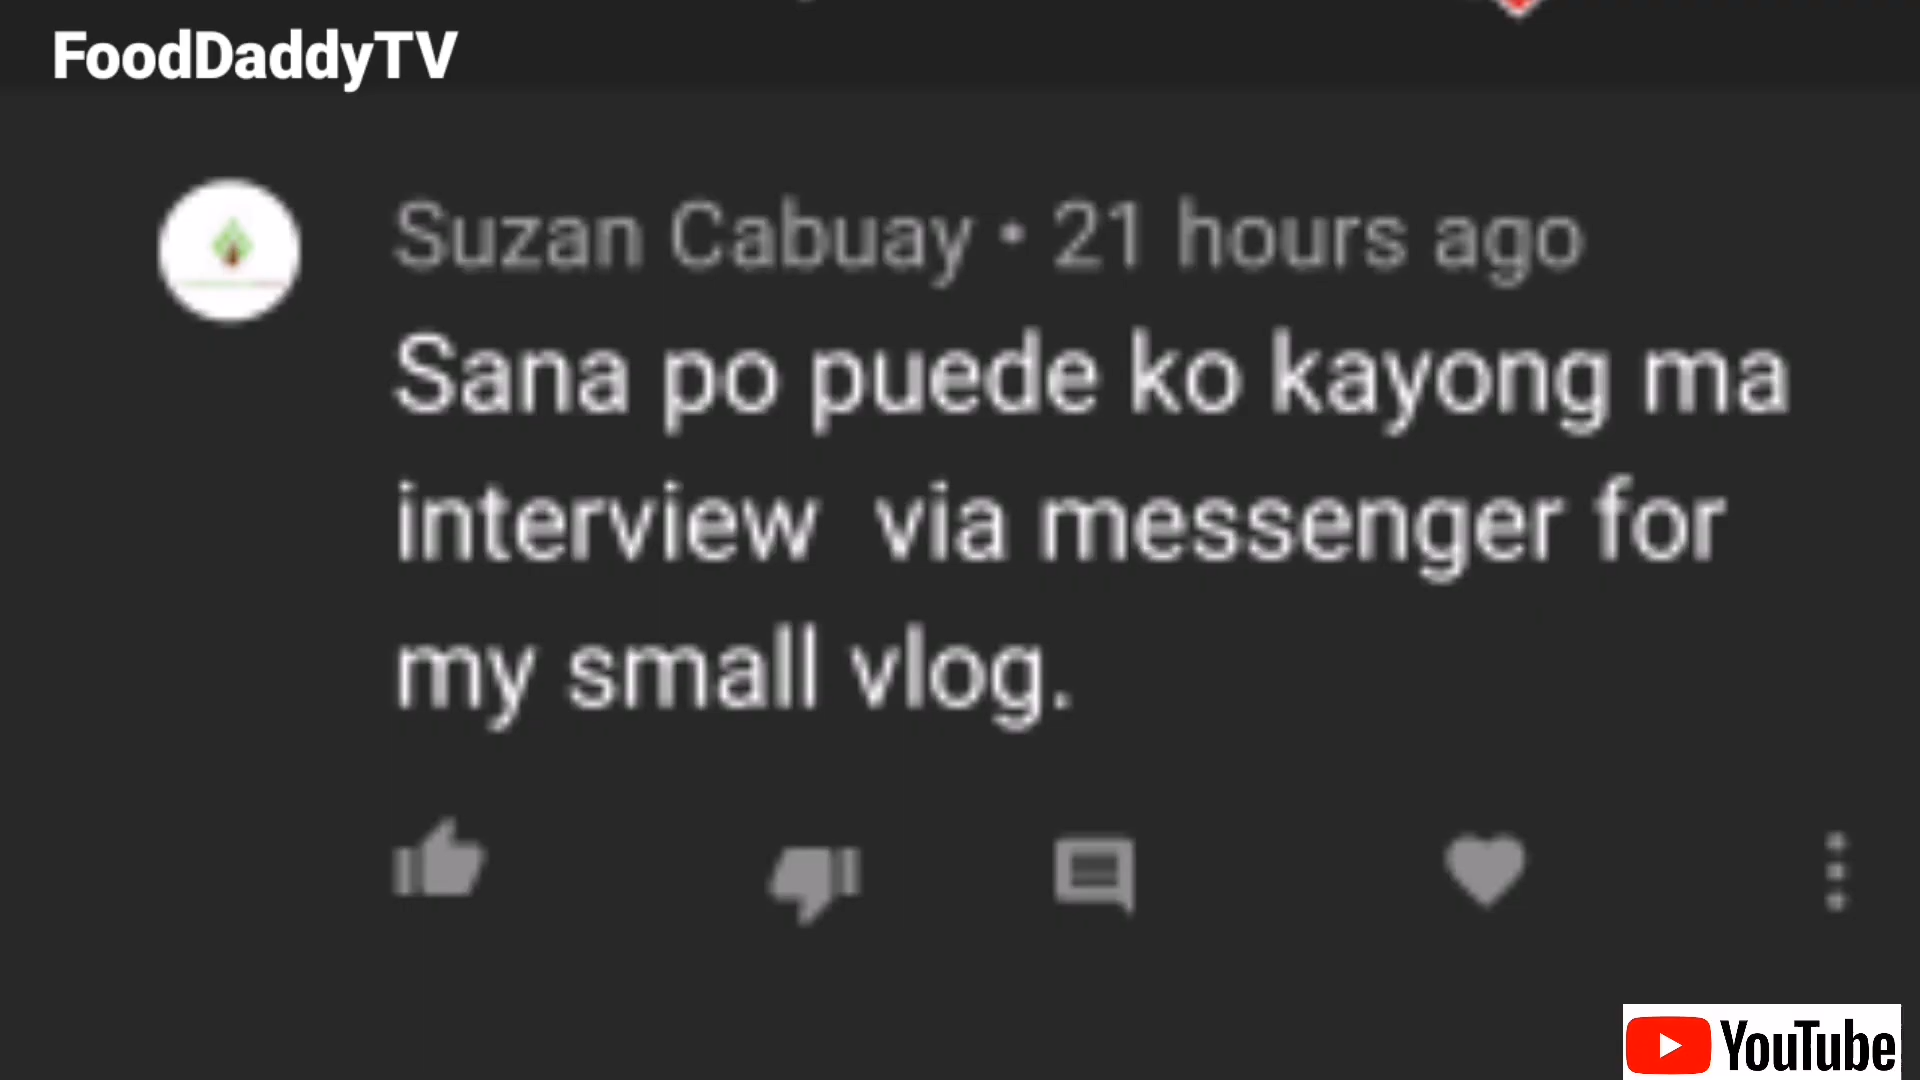 FoodDaddyTV
Suzan Cabuay • 21 hours ago
Sana po puede ko kayong ma
interview  via messenger for
my small vlog.
YouTube